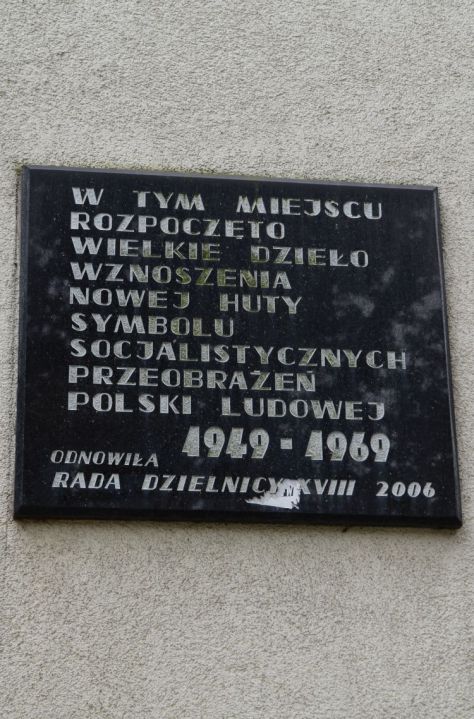 W TYM MIEJSCU
ROZPOCZĘTO
WIELKIE DZIEŁO
WZNOSZENIA
NOWEJ HUTY
SYMBOLU
SOCJALISTYCZNYCH
PRZEOBRAŻEŃ
POLSKI LUDOWEJ
1949 - 1969
ODNOWIŁA
RADA DZIELNICY XVIII 2006